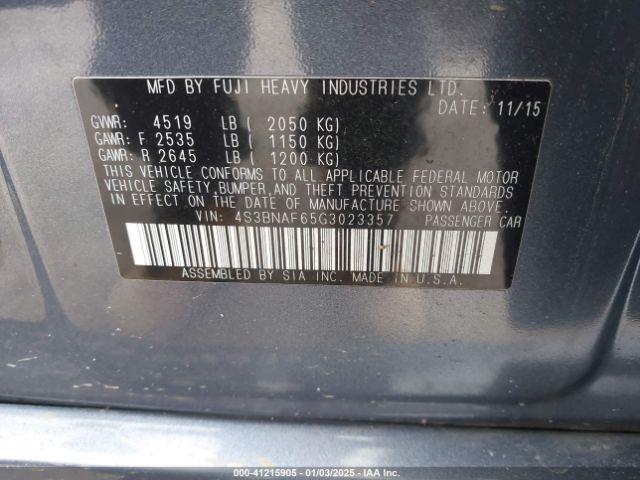 MFD BY FUJI HEAVY INDUSTRIES LTD.
DATE: 11/15
GVWR: 4519 LB ( 2050 KG)
GAWR: F 2535 LB ( 1150 KG)
GAWR: R 2645 LB ( 1200 KG)
THIS VEHICLE CONFORMS TO ALL APPLICABLE FEDERAL MOTOR
VEHICLE SAFETY,BUMPER,AND THEFT PREVENTION STANDARDS
IN EFFECT ON THE DATE OF MANUFACTURE SHOWN ABOVE.
VIN: 4S3BNAF65G3023357 PASSENGER CAR
ASSEMBLED BY SIA INC. MADE IN U.S.A.
000-41215905 - 01/03/2025 - IAA Inc.